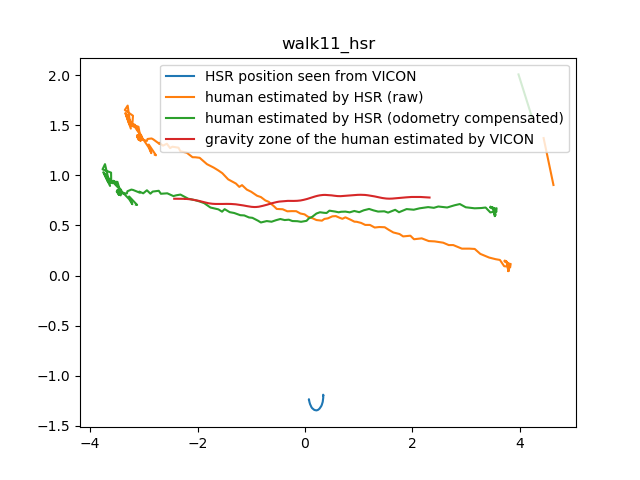 walk11_hsr
HSR position seen from VICON
human estimated by HSR (raw)
human estimated by HSR (odometry compensated)
gravity zone of the human estimated by VICON
2.0
1.5
1.0
0.5
0.0
−0.5
−1.0
−1.5
−4
−2
0
2
4